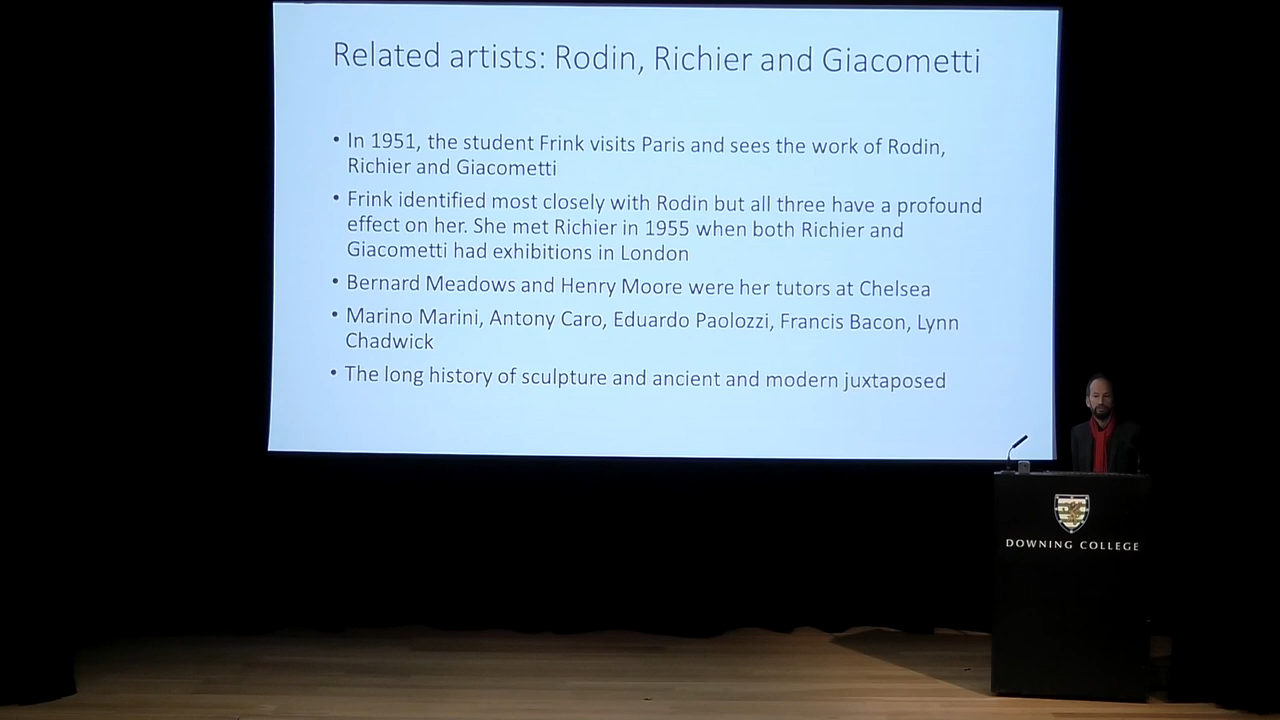 Related artists: Rodin, Richier and Giacometti
• In 1951, the student Frink visits Paris and sees the work of Rodin,
Richier and Giacometti
• Frink identified most closely with Rodin but all three have a profound
effect on her. She met Richier in 1955 when both Richier and
Giacometti had exhibitions in London
• Bernard Meadows and Henry Moore were her tutors at Chelsea
• Marino Marini, Antony Caro, Eduardo Paolozzi, Francis Bacon, Lynn
Chadwick
• The long history of sculpture and ancient and modern juxtaposed
DOWNING COLLEGE